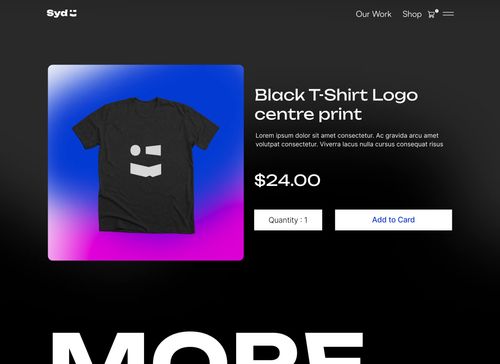 Syd
Our Work
Shop
Black T-Shirt Logo
centre print
Lorem ipsum dolor sit amet consectetur. Ac gravida arcu amet
volutpat consectetur. Viverra lacus nulla cursus consequat risus
$24.00
Quantity : 1
Add to Card
MORE